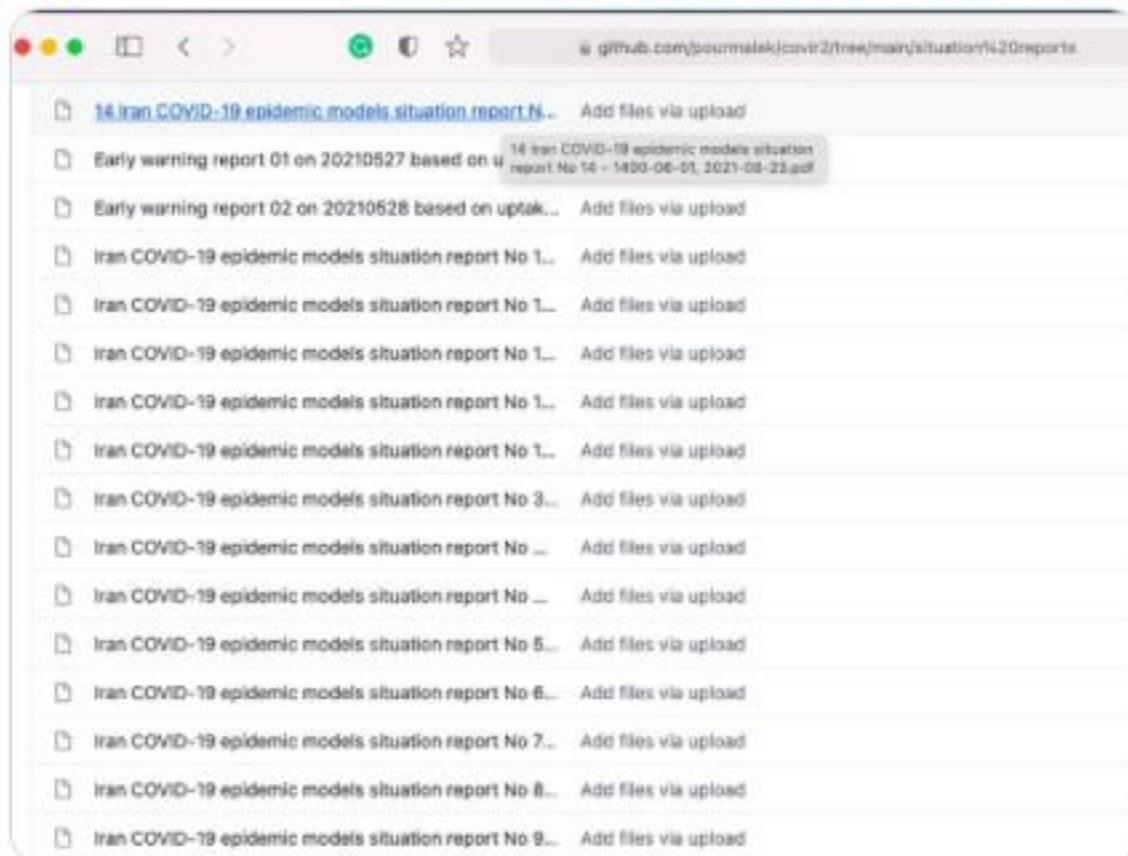 github.com/pourmalek/covir2/tree/main/situation%20reports
14 Iran COVID-19 epidemic models situation report N... Add files via upload
14 Iran COVID-19 epidemic models situation
report No 14 - 1400-06-01, 2021-08-23.pdf
Early warning report 01 on 20210527 based on u
Early warning report 02 on 20210528 based on uptak... Add files via upload
Iran COVID-19 epidemic models situation report No 1... Add files via upload
Iran COVID-19 epidemic models situation report No 1... Add files via upload
Iran COVID-19 epidemic models situation report No 1... Add files via upload
Iran COVID-19 epidemic models situation report No 1... Add files via upload
Iran COVID-19 epidemic models situation report No 1... Add files via upload
Iran COVID-19 epidemic models situation report No 3... Add files via upload
Iran COVID-19 epidemic models situation report No ... Add files via upload
Iran COVID-19 epidemic models situation report No ... Add files via upload
Iran COVID-19 epidemic models situation report No 5... Add files via upload
Iran COVID-19 epidemic models situation report No 6... Add files via upload
Iran COVID-19 epidemic models situation report No 7... Add files via upload
Iran COVID-19 epidemic models situation report No 8... Add files via upload
Iran COVID-19 epidemic models situation report No 9... Add files via upload